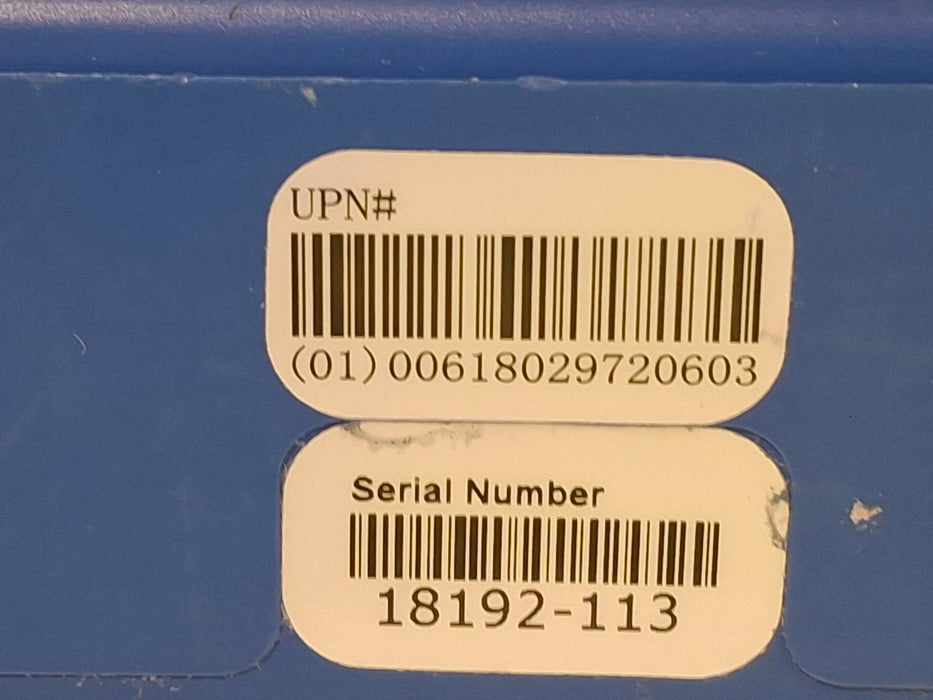 UPN#
(01)00618029720603
Serial Number
18192-113